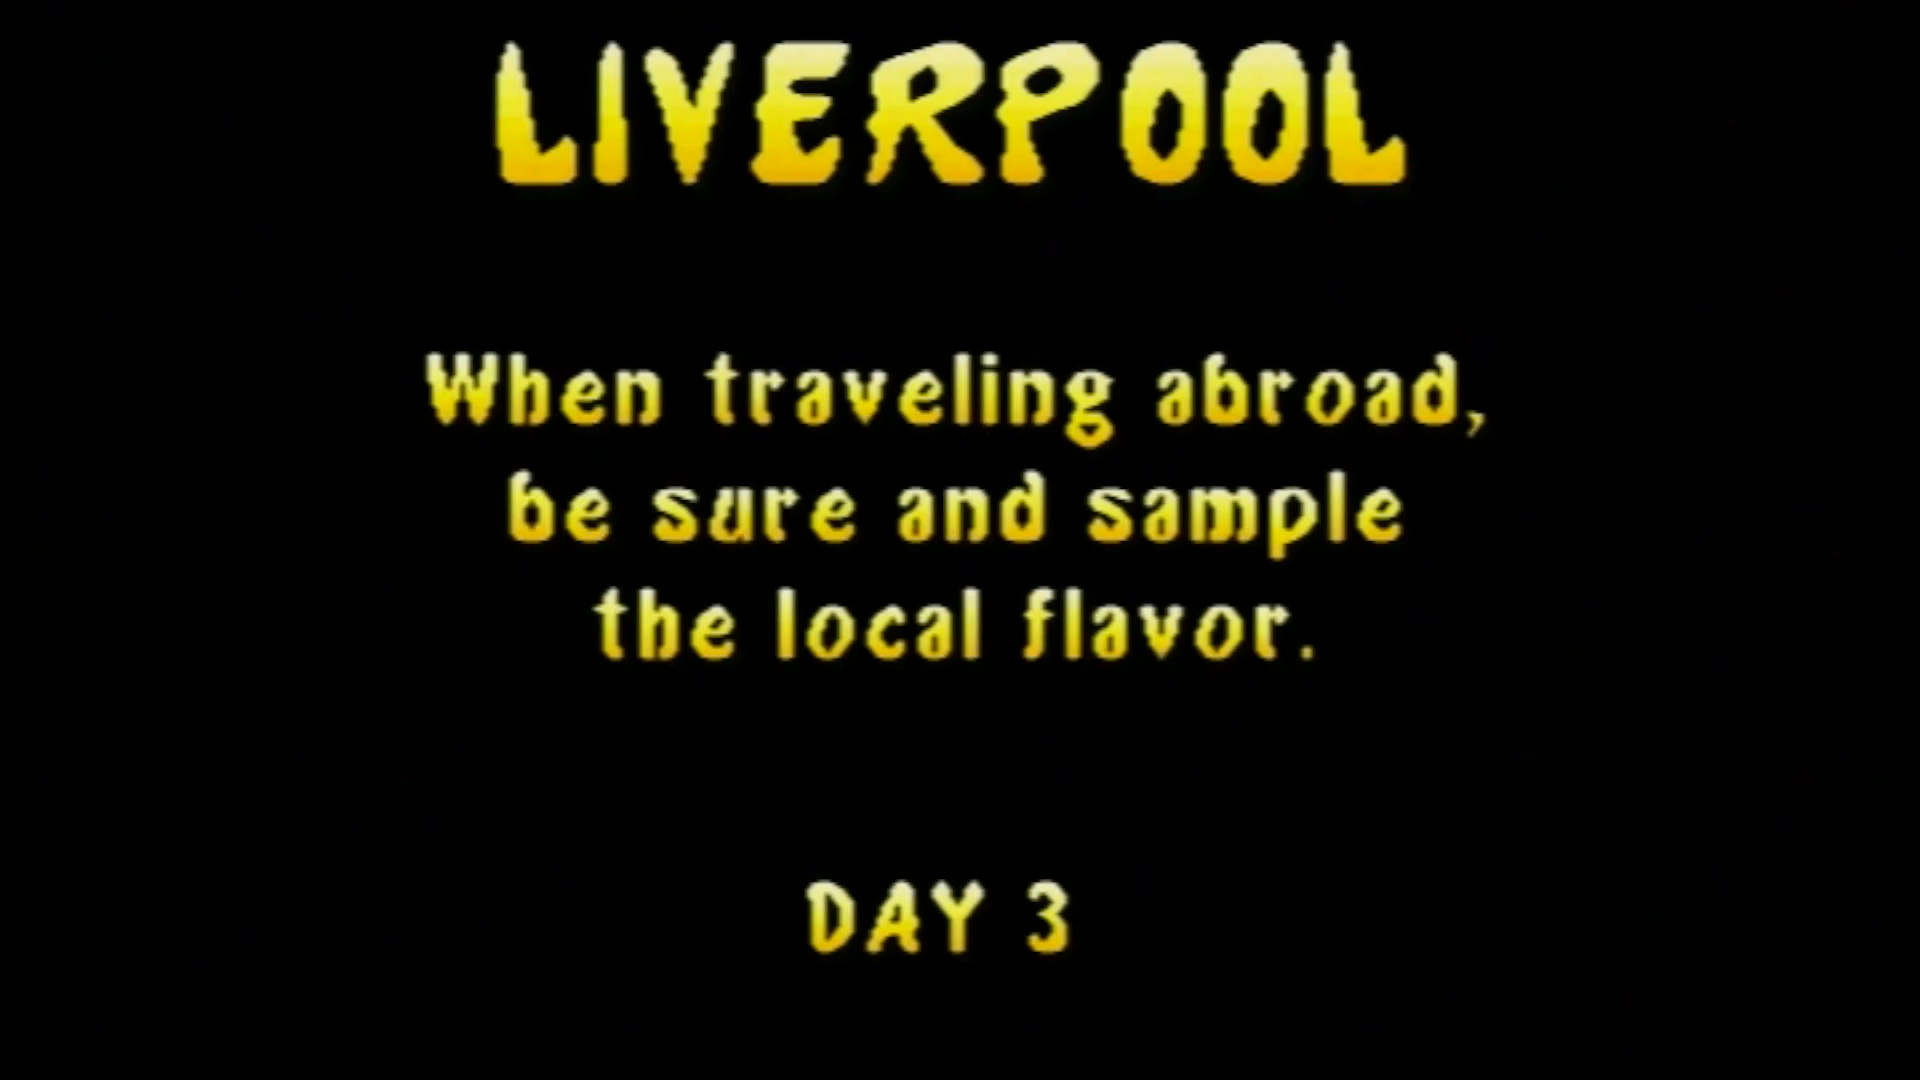 LIVERPOOL
When traveling abroad,
be sure and sample
the local flavor.
DAY 3